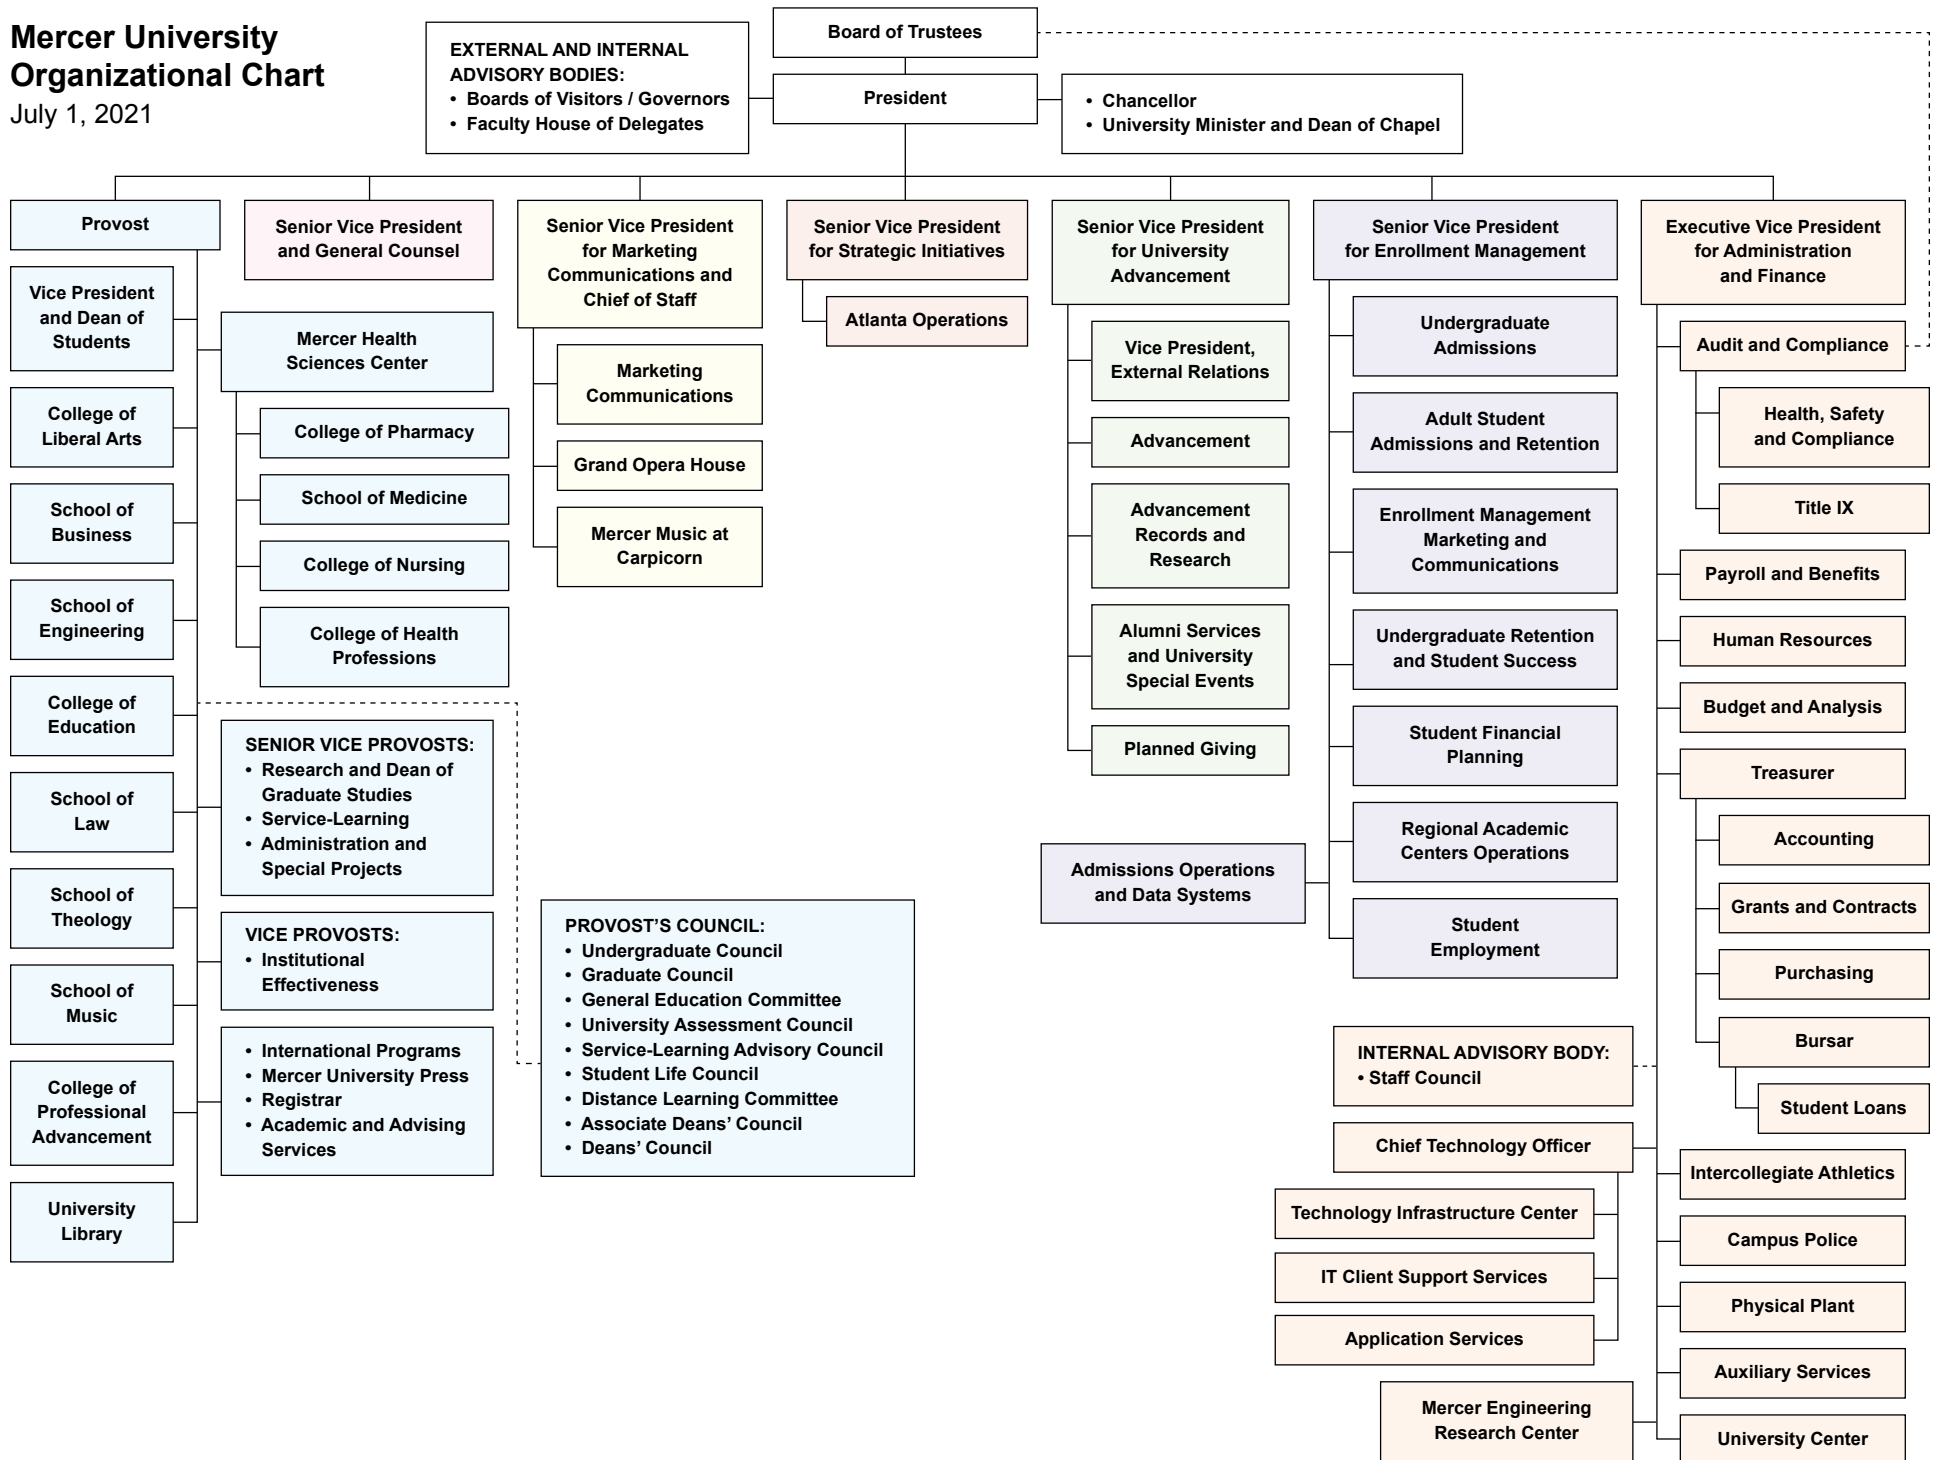 Mercer University
Organizational Chart
July 1, 2021
EXTERNAL AND INTERNAL
ADVISORY BODIES:
• Boards of Visitors / Governors
• Faculty House of Delegates
Board of Trustees
President
• Chancellor
• University Minister and Dean of Chapel
Provost
Vice President
and Dean of
Students
College of
Liberal Arts
School of
Business
School of
Engineering
College of
Education
School of
Law
School of
Theology
School of
Music
College of
Professional
Advancement
University
Library
Mercer Health
Sciences Center
College of Pharmacy
School of Medicine
College of Nursing
College of Health
Professions
SENIOR VICE PROVOSTS:
• Research and Dean of
Graduate Studies
• Service-Learning
• Administration and
Special Projects
VICE PROVOSTS:
• Institutional
Effectiveness
• International Programs
• Mercer University Press
• Registrar
• Academic and Advising
Services
PROVOST’S COUNCIL:
• Undergraduate Council
• Graduate Council
• General Education Committee
• University Assessment Council
• Service-Learning Advisory Council
• Student Life Council
• Distance Learning Committee
• Associate Deans’ Council
• Deans’ Council
Senior Vice President
and General Counsel
Senior Vice President
for Marketing
Communications and
Chief of Staff
Marketing
Communications
Grand Opera House
Mercer Music at
Carpicorn
Senior Vice President
for Strategic Initiatives
Atlanta Operations
Senior Vice President
for University
Advancement
Vice President,
External Relations
Advancement
Advancement
Records and
Research
Alumni Services
and University
Special Events
Planned Giving
Senior Vice President
for Enrollment Management
Undergraduate
Admissions
Adult Student
Admissions and Retention
Enrollment Management
Marketing and
Communications
Undergraduate Retention
and Student Success
Student Financial
Planning
Regional Academic
Centers Operations
Admissions Operations
and Data Systems
Student
Employment
Executive Vice President
for Administration
and Finance
Audit and Compliance
Health, Safety
and Compliance
Title IX
Payroll and Benefits
Human Resources
Budget and Analysis
Treasurer
Accounting
Grants and Contracts
Purchasing
Bursar
Student Loans
INTERNAL ADVISORY BODY:
• Staff Council
Chief Technology Officer
Technology Infrastructure Center
IT Client Support Services
Application Services
Mercer Engineering
Research Center
Intercollegiate Athletics
Campus Police
Physical Plant
Auxiliary Services
University Center